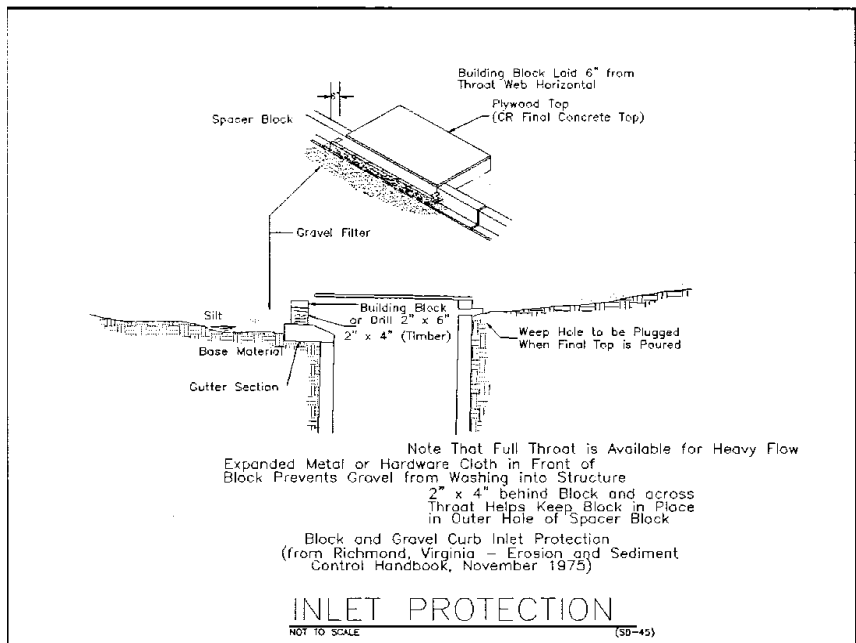 Building Block Laid 6" from
Throat Web Horizontal
Plywood Top
(CR Final Concrete Top)
Spacer Block
Gravel Filter
Building Block
or Drill 2" x 6"
2" x 4" (Timber)
Silt
Base Material
Gutter Section
Weep Hole to be Plugged
When Final Top is Poured
Note That Full Throat is Available for Heavy Flow
Expanded Metal or Hardware Cloth in Front of
Block Prevents Gravel from Washing into Structure
2" x 4" behind Block and across
Throat Helps Keep Block in Place
in Outer Hole of Spacer Block
Block and Gravel Curb Inlet Protection
(from Richmond, Virginia – Erosion and Sediment
Control Handbook, November 1975)
INLET PROTECTION
NOT TO SCALE (SD-45)